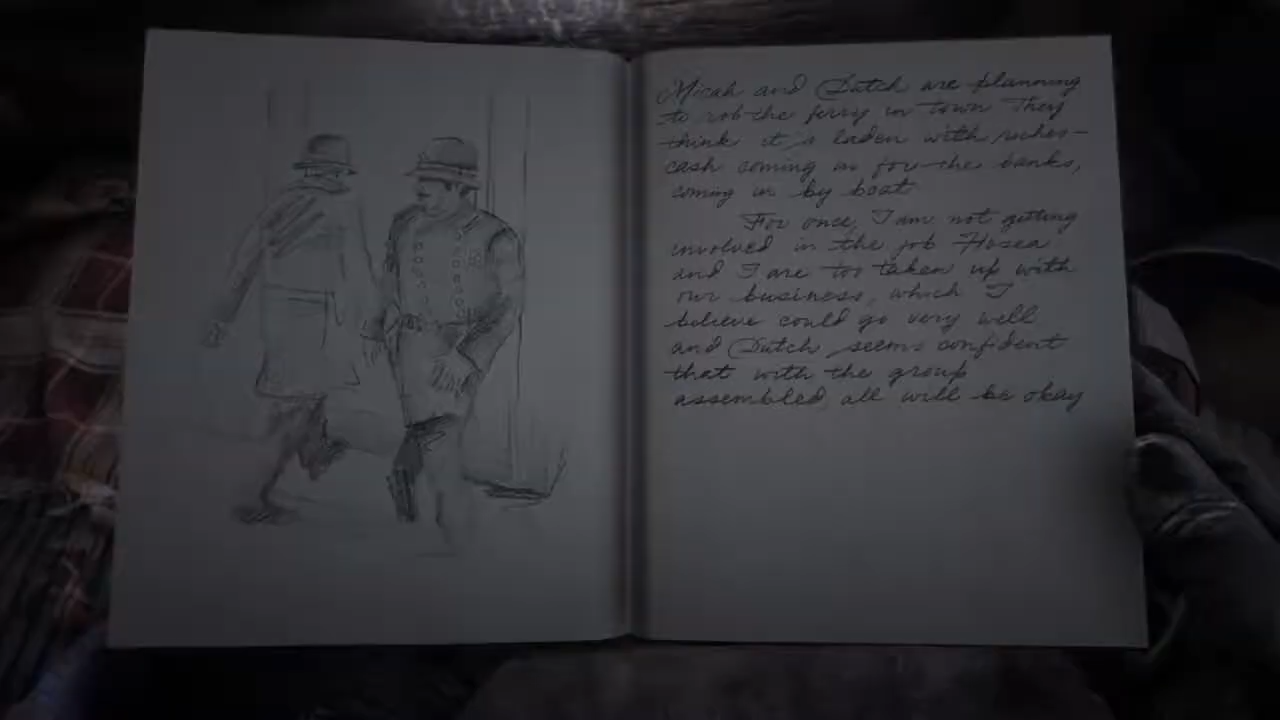 Micah and Dutch are planning
to rob the ferry in town They
think it's laden with riches-
cash coming in for the banks,
coming in by boat
For once, I am not getting
involved in the job Hosea
and I are too taken up with
our business, which I
believe could go very well
and Dutch seems confident
that with the group
assembled, all will be okay